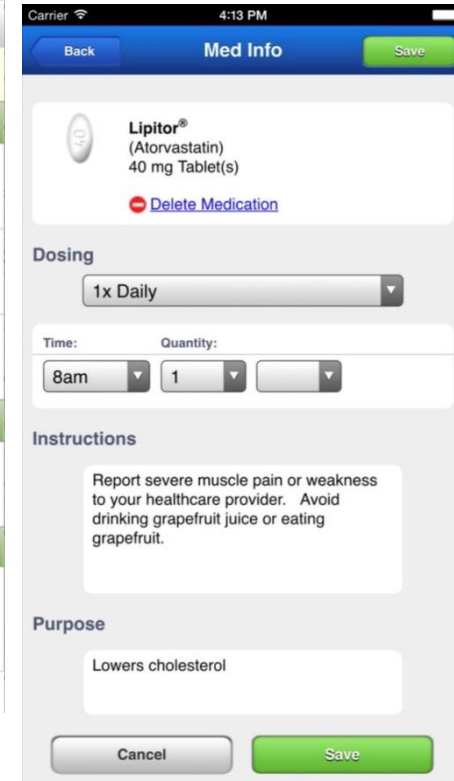 Carrier 4:13 PM
Back Med Info Save
Lipitor®
(Atorvastatin)
40 mg Tablet(s)
Delete Medication
Dosing
1x Daily
Time: Quantity:
8am 1
Instructions
Report severe muscle pain or weakness
to your healthcare provider. Avoid
drinking grapefruit juice or eating
grapefruit.
Purpose
Lowers cholesterol
Cancel Save